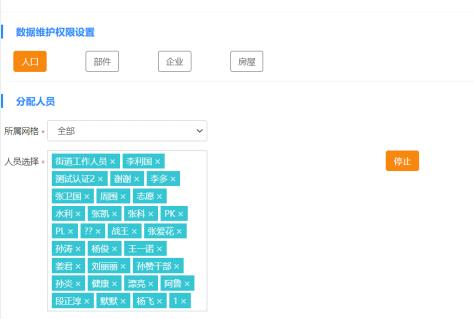 数据维护权限设置
人口 部件 企业 房屋
分配人员
所属网格 * 全部
人员选择 * 街道工作人员 × 李利国 × 停止
测试认证2 × 谢谢 × 李多 ×
张卫国 × 周围 × 志愿 ×
水利 × 张凯 × 张科 × PK ×
PL × ?? × 战王 × 张爱花 ×
孙涛 × 杨俊 × 王一诺 ×
姜君 × 刘丽丽 × 孙赞干部 ×
孙炎 × 健康 × 漂亮 × 阿鲁 ×
段正淳 × 默默 × 杨飞 × 1 ×